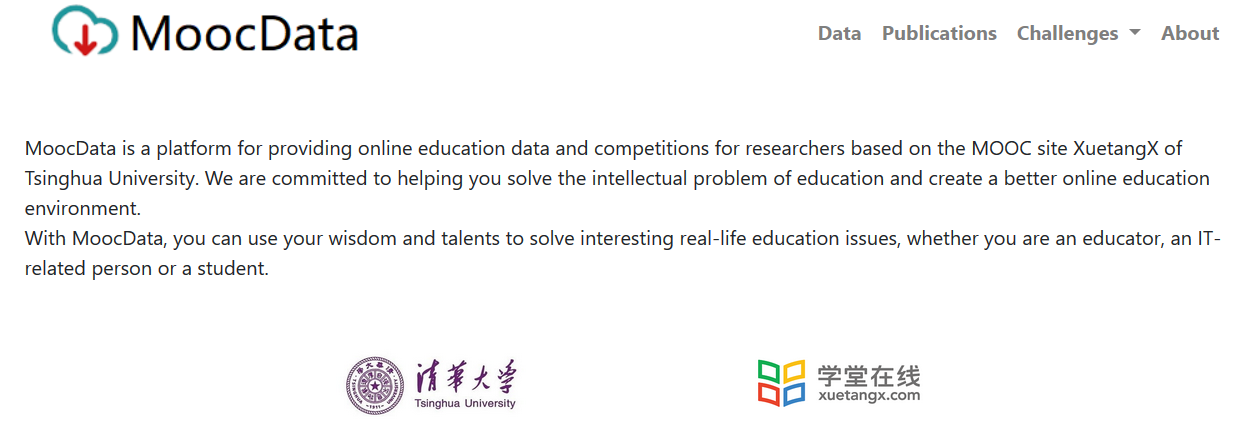 MoocData
Data Publications Challenges About
MoocData is a platform for providing online education data and competitions for researchers based on the MOOC site XuetangX of
Tsinghua University. We are committed to helping you solve the intellectual problem of education and create a better online education
environment.
With MoocData, you can use your wisdom and talents to solve interesting real-life education issues, whether you are an educator, an IT-
related person or a student.
清華大学
Tsinghua University
学堂在线
xuetangx.com